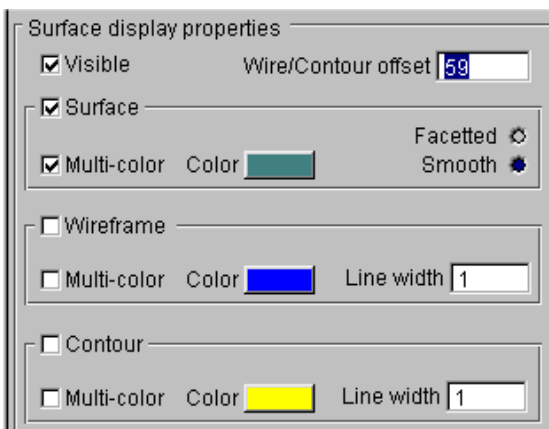 Surface display properties
Visible Wire/Contour offset 59
Surface
Facetted
Multi-color Color Smooth
Wireframe
Multi-color Color Line width 1
Contour
Multi-color Color Line width 1